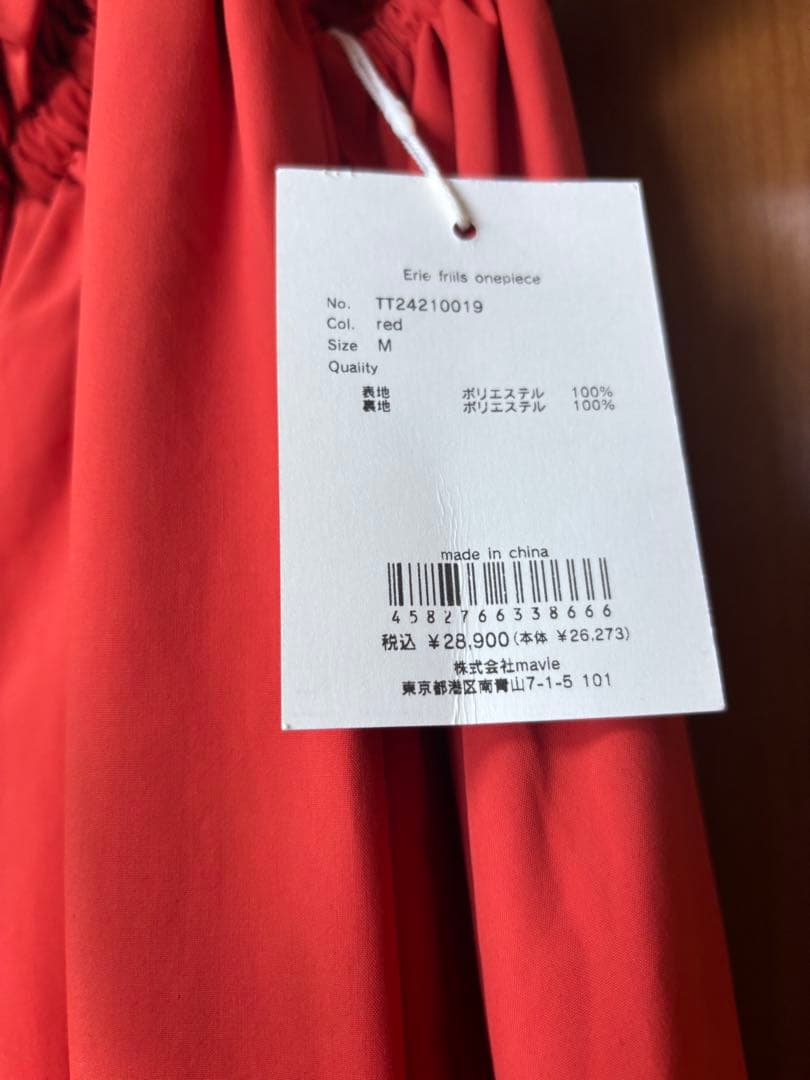 Erie friils onepiece
No. TT24210019
Col. red
Size M
Quality
表地 ポリエステル 100%
裏地 ポリエステル 100%
made in china
4582766338666
税込 ¥28,900(本体 ¥26,273)
株式会社mavie
東京都港区南青山7-1-5 101